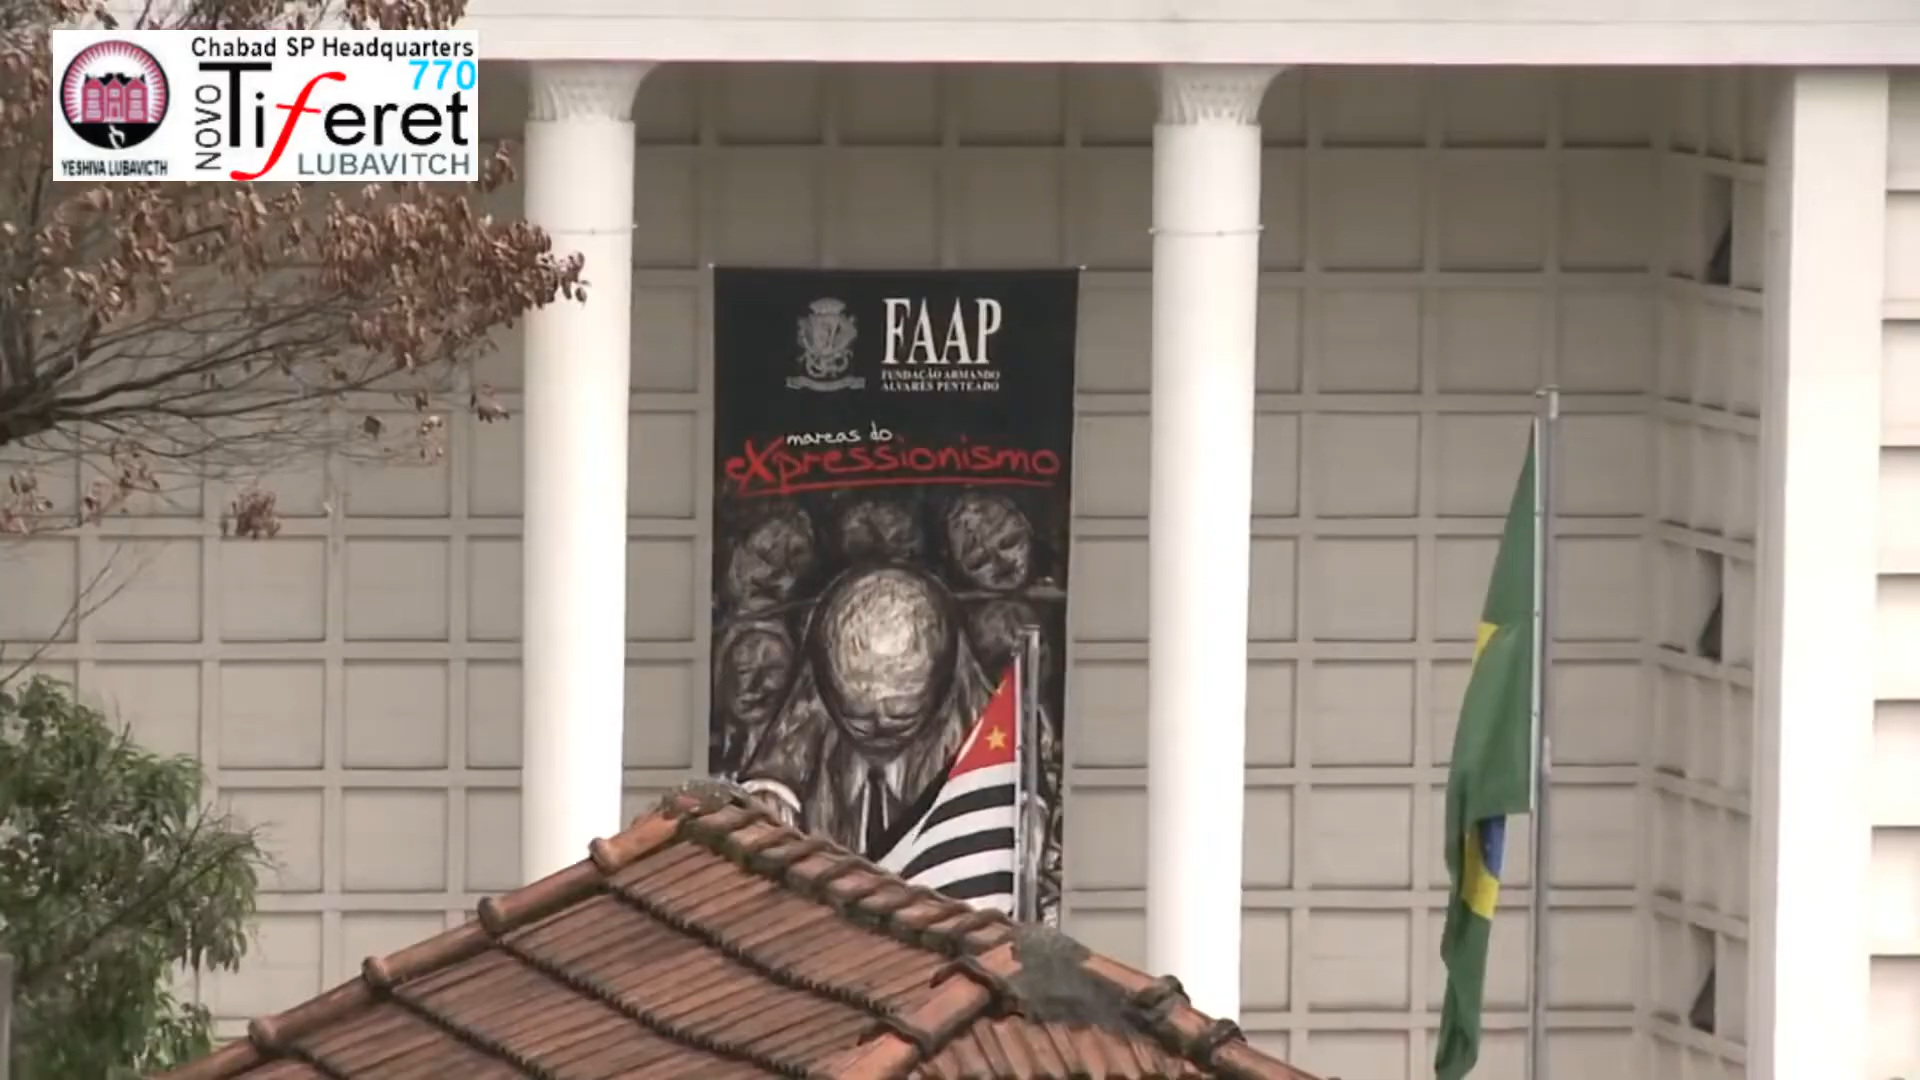 Chabad SP Headquarters
770
NOVO Tiferet
LUBAVITCH
YESHIVA LUBAVICTH
FAAP
FUNDAÇÃO ARMANDO
ALVARES PENTEADO
marcas do
expressionismo